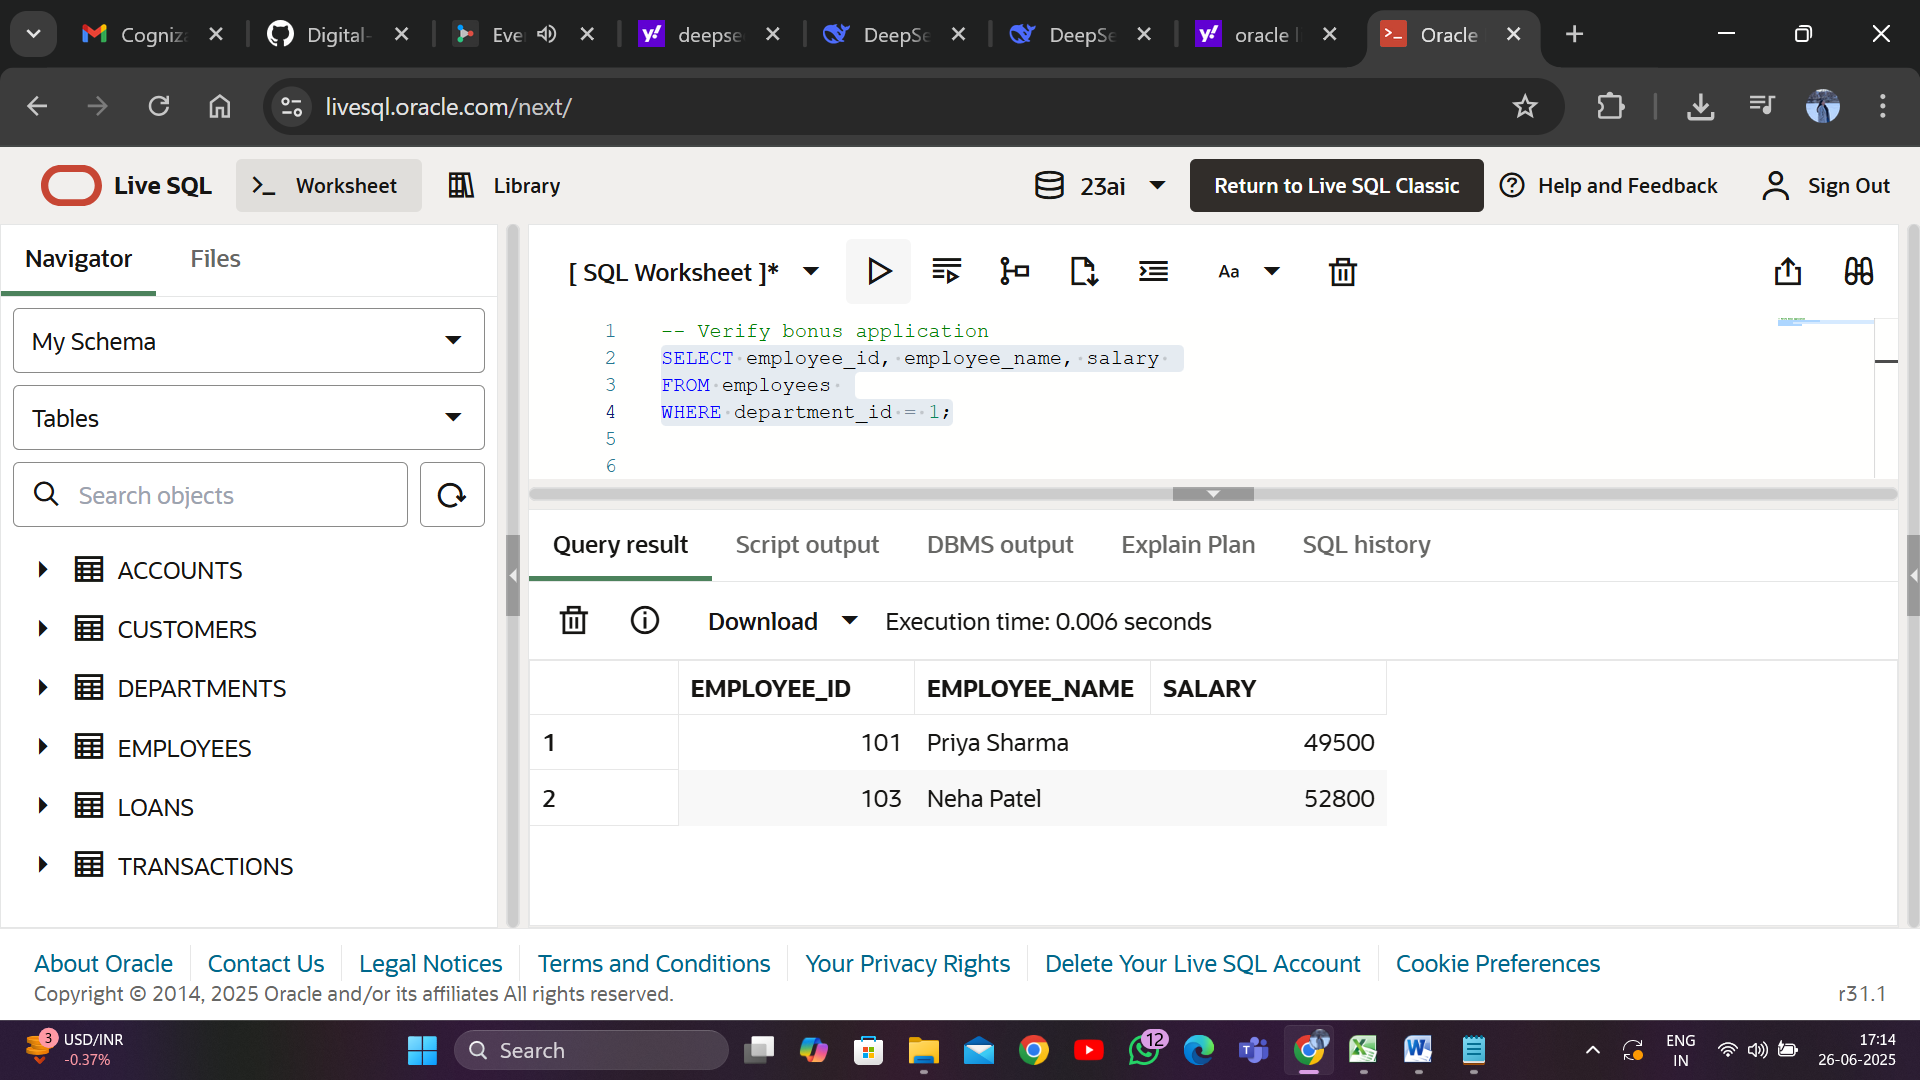 Cogniza
Digital-
Eve
deepse
DeepSe
DeepSe
oracle l
Oracle
livesql.oracle.com/next/
Live SQL
Worksheet
Library
23ai
Return to Live SQL Classic
Help and Feedback
Sign Out
Navigator
Files
My Schema
Tables
Search objects
ACCOUNTS
CUSTOMERS
DEPARTMENTS
EMPLOYEES
LOANS
TRANSACTIONS
[ SQL Worksheet ]*
Aa
1 -- Verify bonus application
2 SELECT employee_id, employee_name, salary
3 FROM employees
4 WHERE department_id = 1;
5
6
Query result
Script output
DBMS output
Explain Plan
SQL history
Download
Execution time: 0.006 seconds
EMPLOYEE_ID EMPLOYEE_NAME SALARY
1 101 Priya Sharma 49500
2 103 Neha Patel 52800
About Oracle
Contact Us
Legal Notices
Terms and Conditions
Your Privacy Rights
Delete Your Live SQL Account
Cookie Preferences
Copyright © 2014, 2025 Oracle and/or its affiliates All rights reserved.
r31.1
3
USD/INR
-0.37%
Search
12
ENG
IN
17:14
26-06-2025